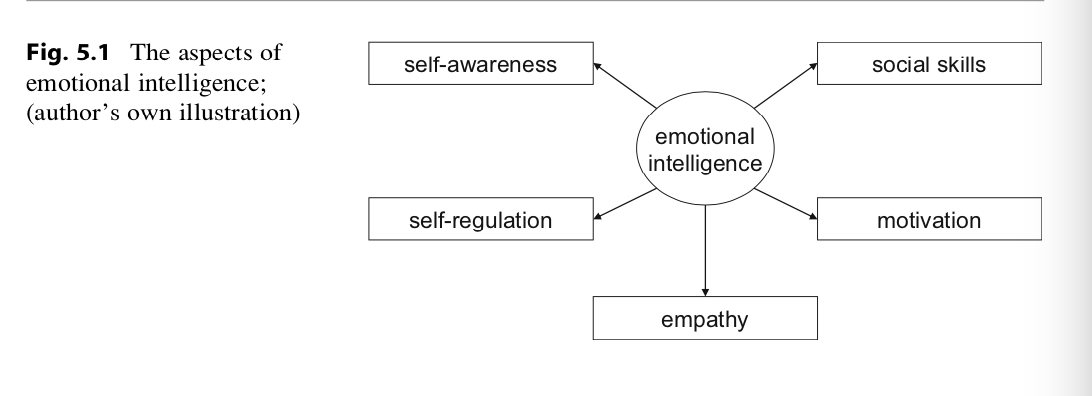 Fig. 5.1 The aspects of
emotional intelligence;
(author's own illustration)
self-awareness
social skills
emotional
intelligence
self-regulation
motivation
empathy